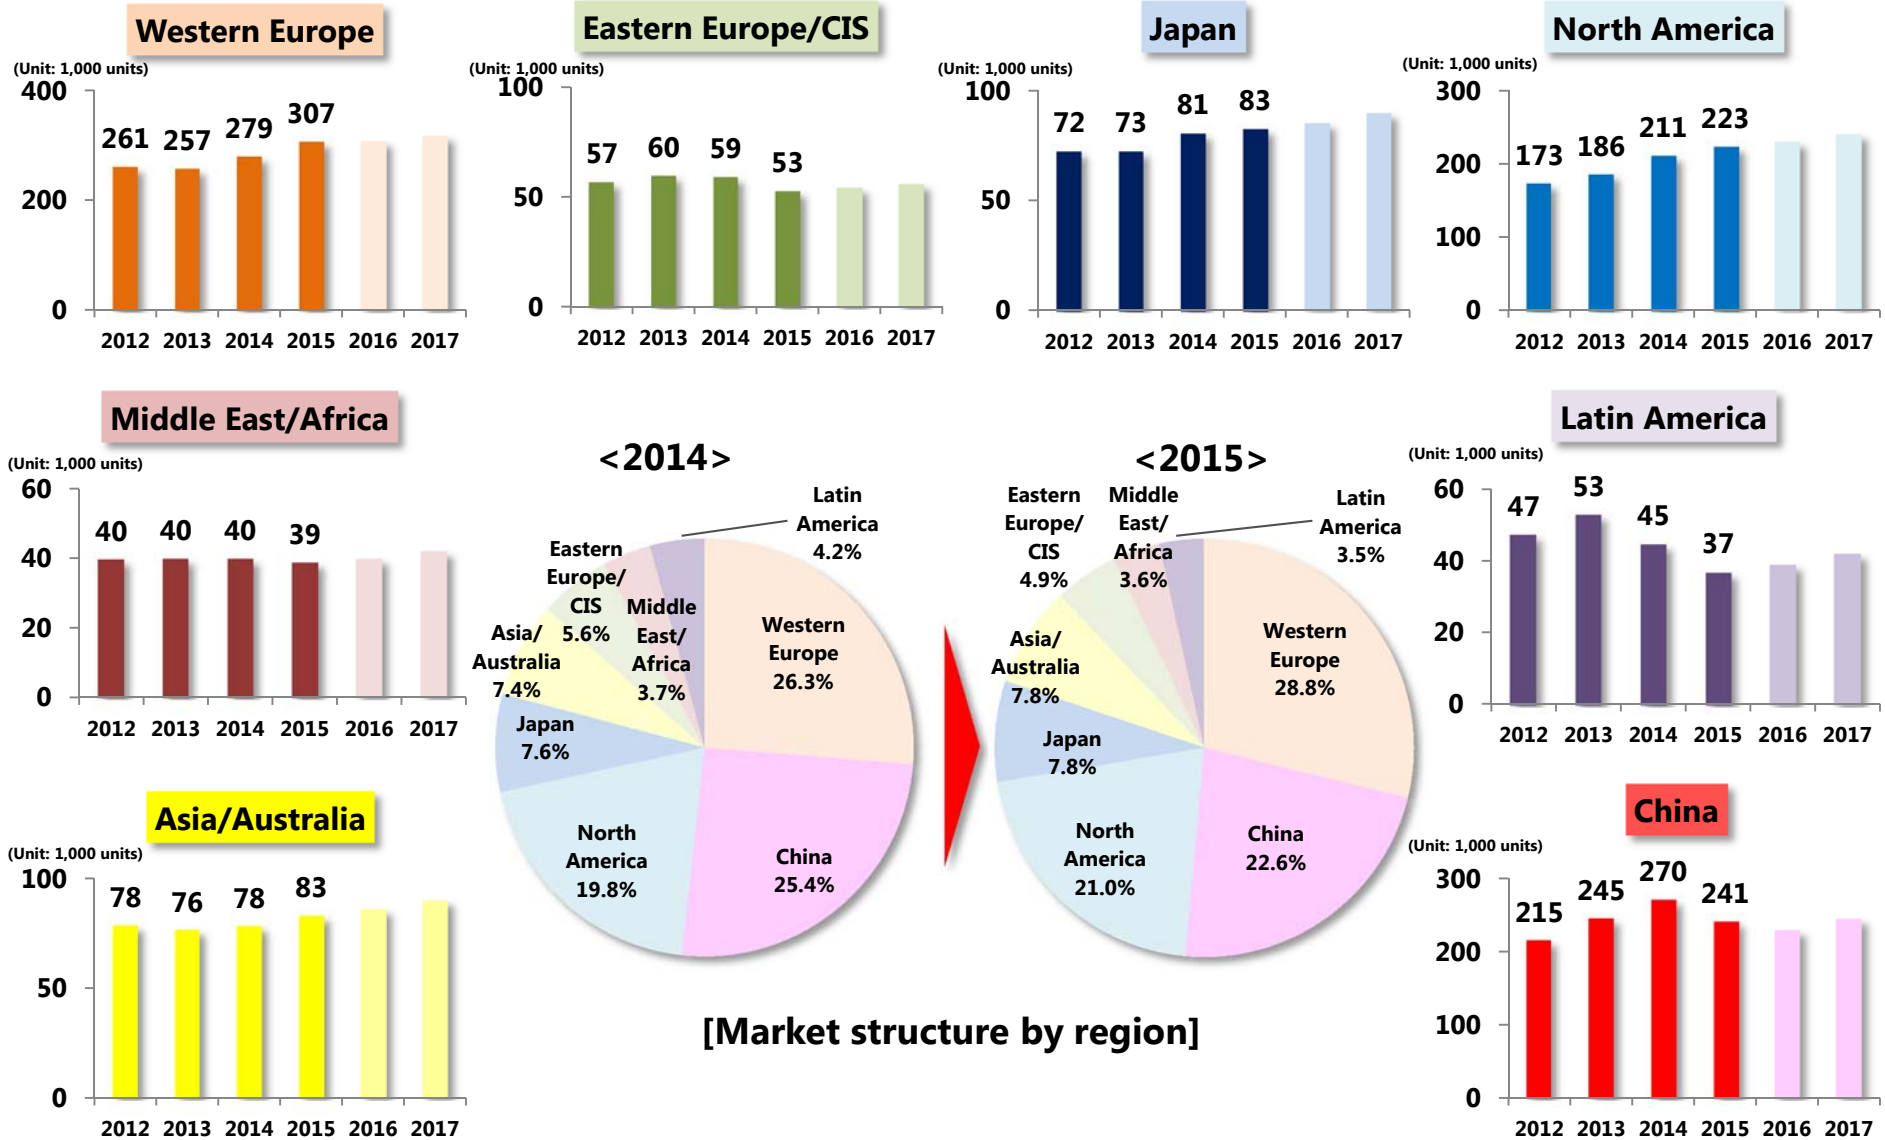 Western Europe
(Unit: 1,000 units)
400
200
0
261
257
279
307
2012 2013 2014 2015 2016 2017
Eastern Europe/CIS
(Unit: 1,000 units)
100
50
0
57
60
59
53
2012 2013 2014 2015 2016 2017
Japan
(Unit: 1,000 units)
100
50
0
72
73
81
83
2012 2013 2014 2015 2016 2017
North America
(Unit: 1,000 units)
300
200
100
0
173
186
211
223
2012 2013 2014 2015 2016 2017
Middle East/Africa
(Unit: 1,000 units)
60
40
20
0
40
40
40
39
2012 2013 2014 2015 2016 2017
<2014>
Latin
America
4.2%
Eastern
Europe/
CIS
5.6%
Middle
East/
Africa
3.7%
Asia/
Australia
7.4%
Japan
7.6%
North
America
19.8%
China
25.4%
Western
Europe
26.3%
<2015>
Eastern
Europe/
CIS
4.9%
Middle
East/
Africa
3.6%
Latin
America
3.5%
Asia/
Australia
7.8%
Japan
7.8%
North
America
21.0%
China
22.6%
Western
Europe
28.8%
Latin America
(Unit: 1,000 units)
60
40
20
0
47
53
45
37
2012 2013 2014 2015 2016 2017
Asia/Australia
(Unit: 1,000 units)
100
50
0
78
76
78
83
2012 2013 2014 2015 2016 2017
[Market structure by region]
China
(Unit: 1,000 units)
300
200
100
0
215
245
270
241
2012 2013 2014 2015 2016 2017